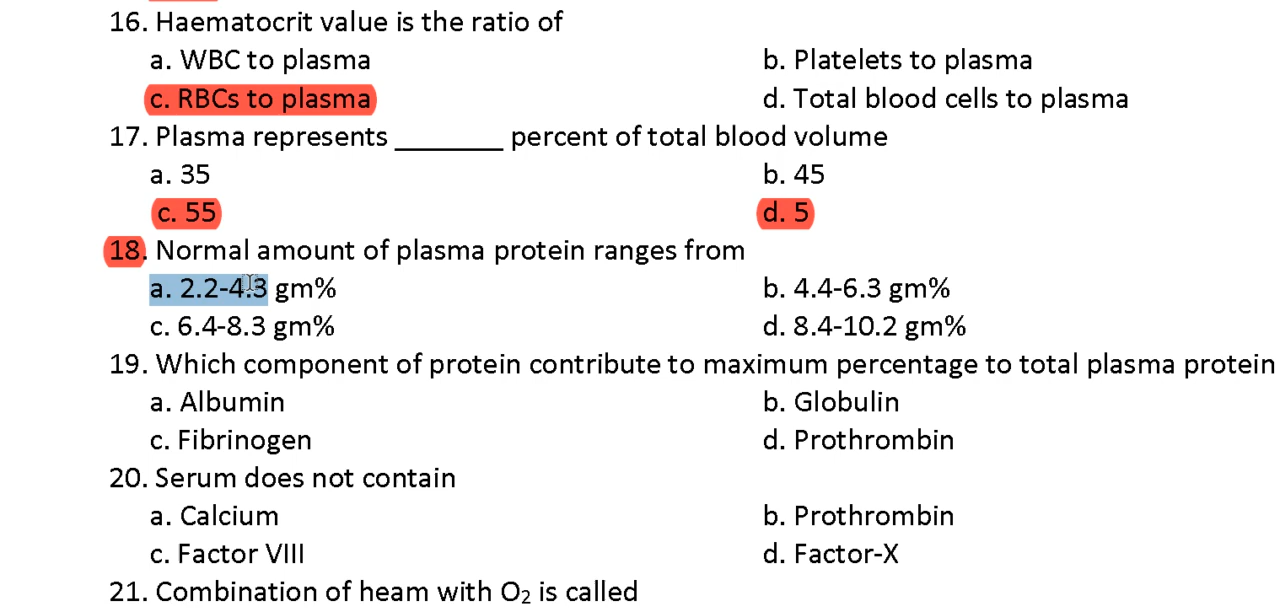 16. Haematocrit value is the ratio of
a. WBC to plasma b. Platelets to plasma
c. RBCs to plasma d. Total blood cells to plasma
17. Plasma represents ________ percent of total blood volume
a. 35 b. 45
c. 55 d. 5
18. Normal amount of plasma protein ranges from
a. 2.2-4.3 gm% b. 4.4-6.3 gm%
c. 6.4-8.3 gm% d. 8.4-10.2 gm%
19. Which component of protein contribute to maximum percentage to total plasma protein
a. Albumin b. Globulin
c. Fibrinogen d. Prothrombin
20. Serum does not contain
a. Calcium b. Prothrombin
c. Factor VIII d. Factor-X
21. Combination of heam with O₂ is called